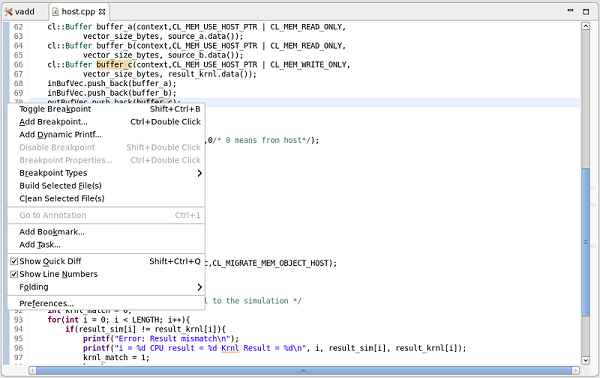 vadd host.cpp
62 cl::Buffer buffer_a(context,CL_MEM_USE_HOST_PTR | CL_MEM_READ_ONLY,
63 vector_size_bytes, source_a.data());
64 cl::Buffer buffer_b(context,CL_MEM_USE_HOST_PTR | CL_MEM_READ_ONLY,
65 vector_size_bytes, source_b.data());
66 cl::Buffer buffer_c(context,CL_MEM_USE_HOST_PTR | CL_MEM_WRITE_ONLY,
67 vector_size_bytes, result_krnl.data());
68 inBufVec.push_back(buffer_a);
69 inBufVec.push_back(buffer_b);
70 outBufVec.push_back(buffer_c);
Toggle Breakpoint Shift+Ctrl+B
Add Breakpoint... Ctrl+Double Click
Add Dynamic Printf...
,0/* 0 means from host*/);
Disable Breakpoint Shift+Double Click
Breakpoint Properties... Ctrl+Double Click
Breakpoint Types
Build Selected File(s)
Clean Selected File(s)
Go to Annotation Ctrl+1
Add Bookmark...
Add Task...
Show Quick Diff Shift+Ctrl+Q
c,CL_MIGRATE_MEM_OBJECT_HOST);
Show Line Numbers
Folding
l to the simulation */
Preferences...
92 int krnl_match = 0;
93 for(int i = 0; i < LENGTH; i++){
94 if(result_sim[i] != result_krnl[i]){
95 printf("Error: Result mismatch\n");
96 printf("i = %d CPU result = %d Krnl Result = %d\n", i, result_sim[i], result_krnl[i]);
97 krnl_match = 1;